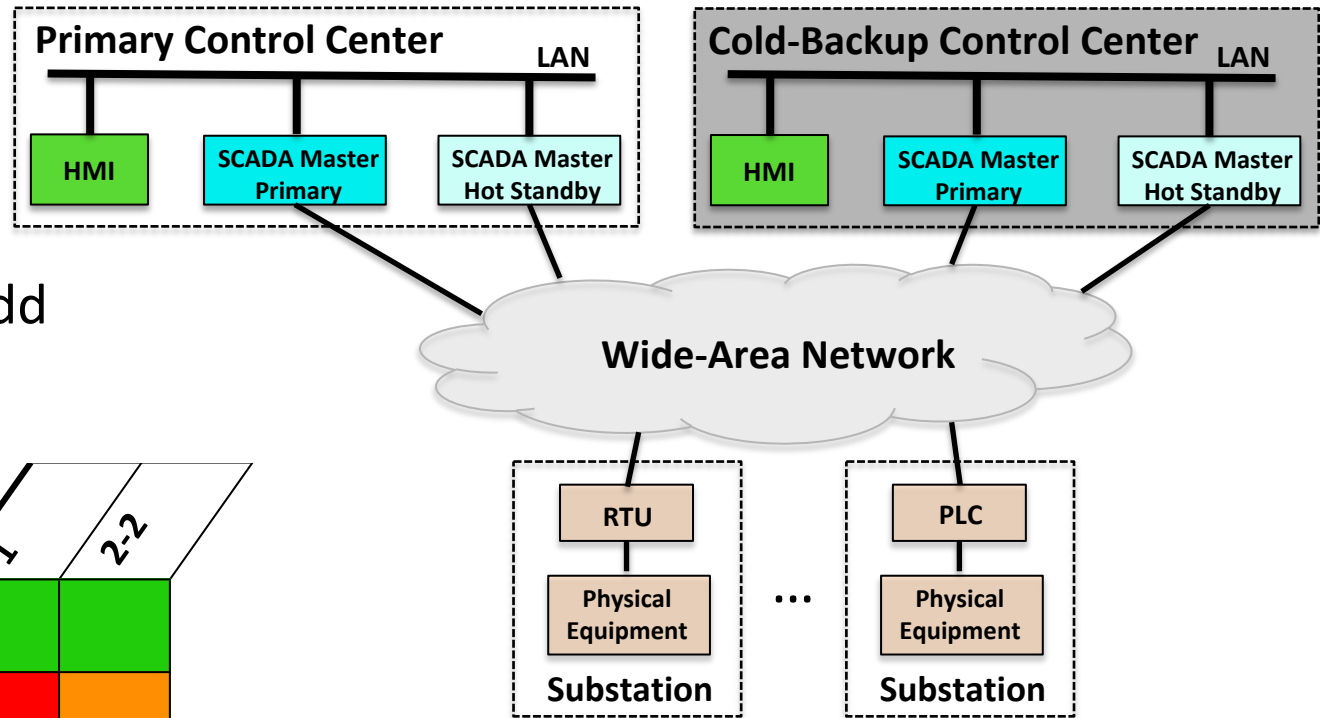 Primary Control Center
LAN
HMI
SCADA Master
Primary
SCADA Master
Hot Standby
Cold-Backup Control Center
LAN
HMI
SCADA Master
Primary
SCADA Master
Hot Standby
Wide-Area Network
2-2
RTU
Physical
Equipment
Substation
...
PLC
Physical
Equipment
Substation